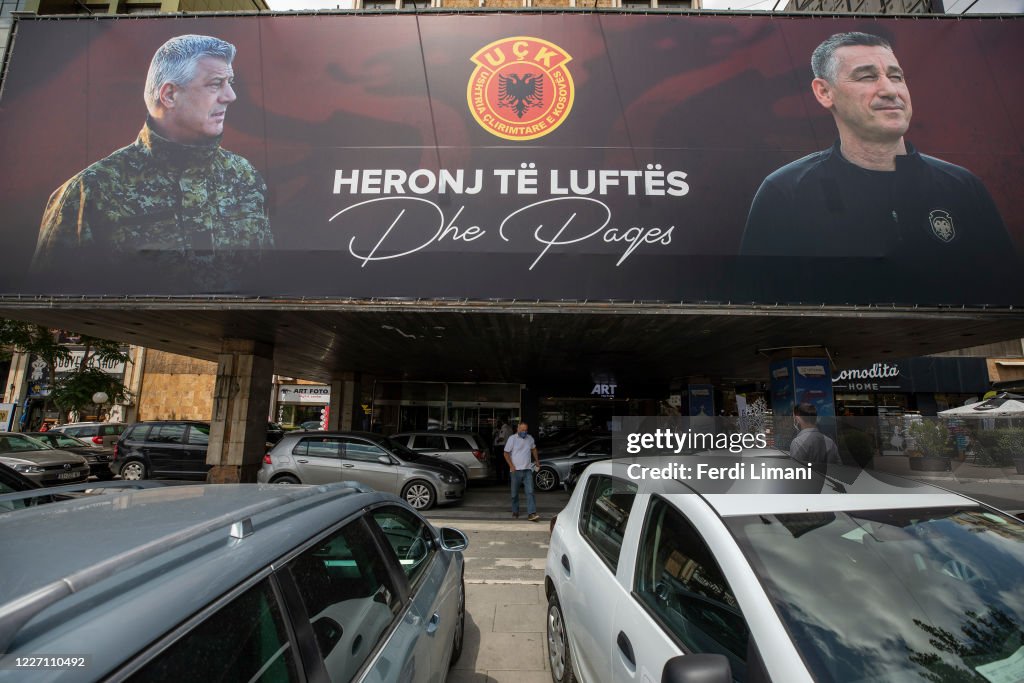 UÇK
USHTRIA ÇLIRIMTARE E KOSOVËS
HERONJ TË LUFTËS
Dhe Paqes
ART FOTO
ART
Comodita
HOME
gettyimages
Credit: Ferdi Limani
1227110492